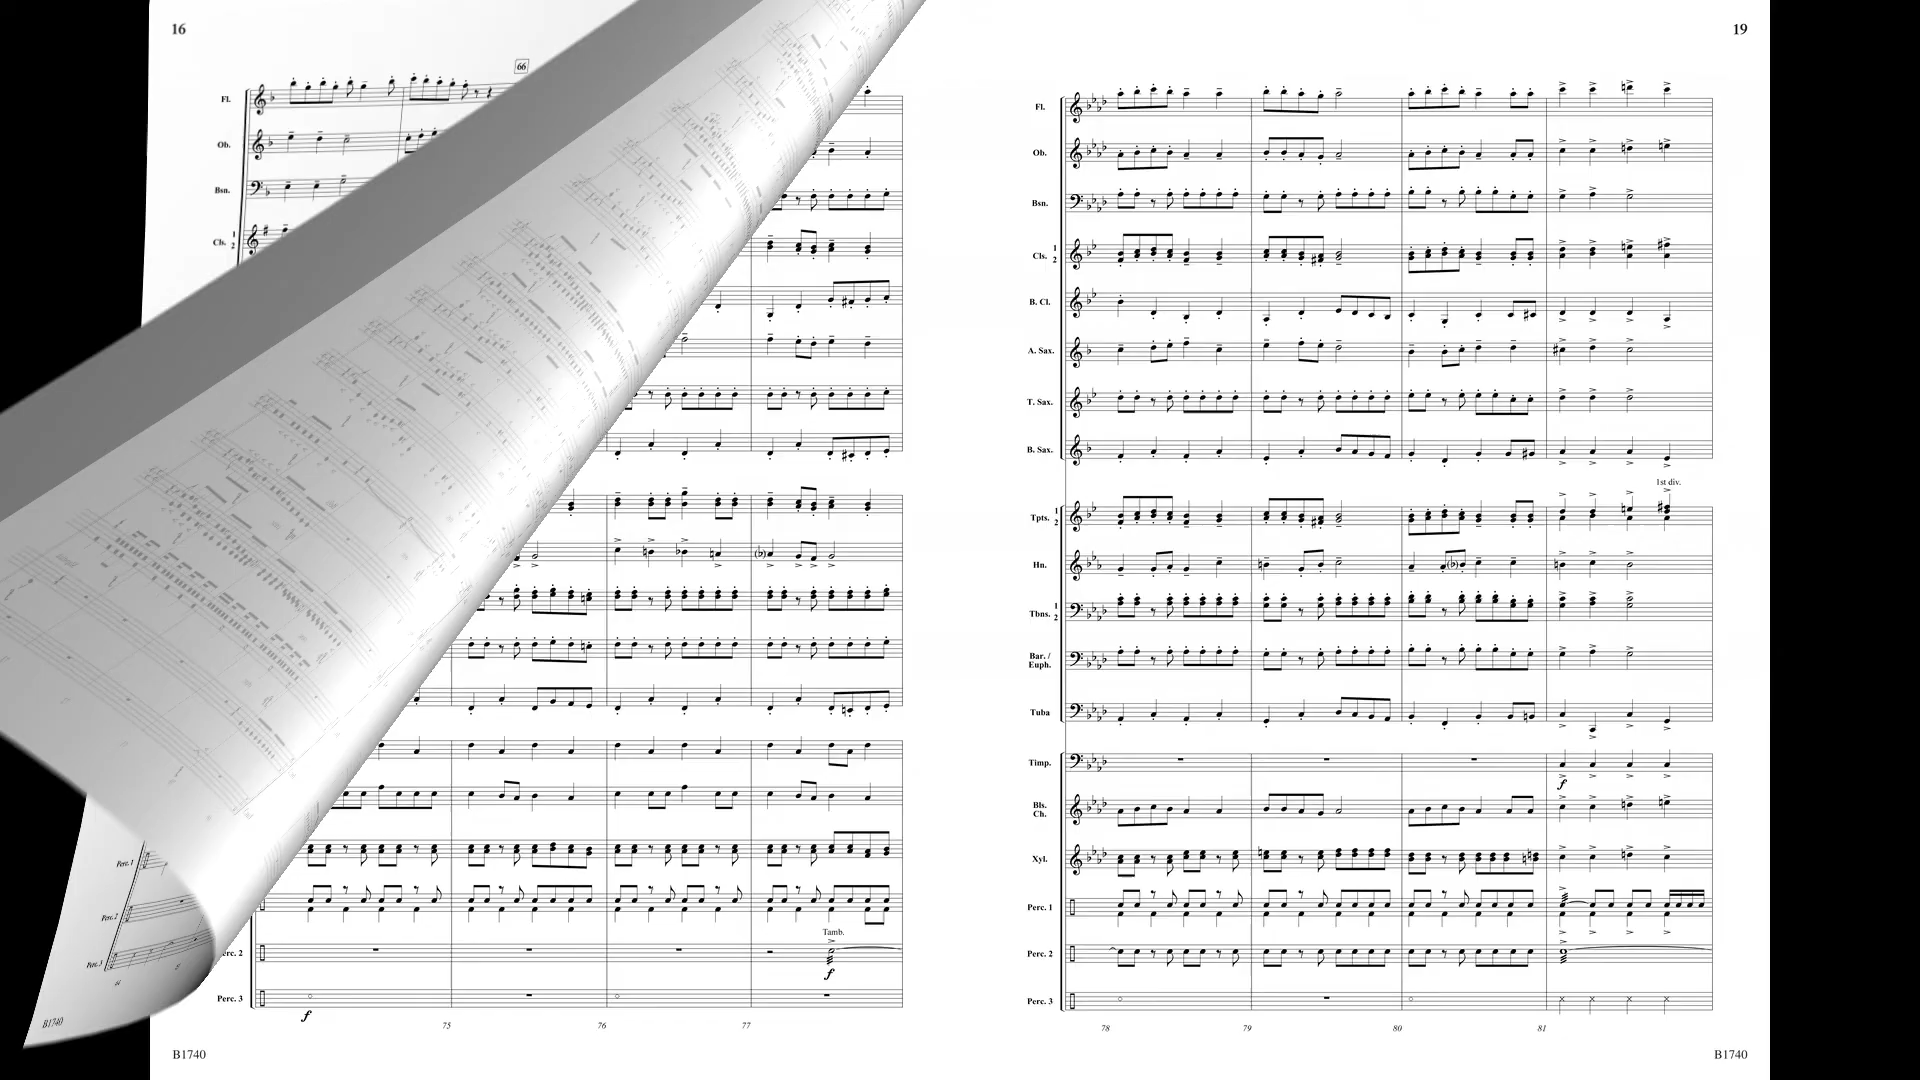 16
66
Fl.
Ob.
Bsn.
Cls. 1 2
Perc. 1
Perc. 2
Perc. 3
64
B1740
(b)
Tamb.
f
Perc. 2
Perc. 3
f
75
76
77
B1740
19
Fl.
Ob.
Bsn.
Cls. 1 2
B. Cl.
A. Sax.
T. Sax.
B. Sax.
1st div.
Tpts. 1 2
Hn.
Tbns. 1 2
Bar. /
Euph.
Tuba
Timp.
f
Bls.
Ch.
Xyl.
Perc. 1
Perc. 2
Perc. 3
78
79
80
81
B1740